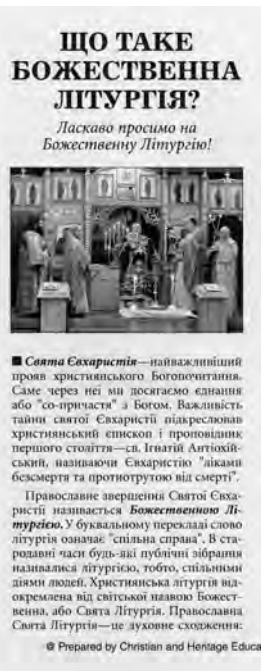 ЩО ТАКЕ
БОЖЕСТВЕННА
ЛІТУРГІЯ?
Ласкаво просимо на
Божественну Літургію!
■ Свята Євхаристія—найважливіший
прояв християнського Богопочитання.
Саме через неї ми досягаємо єднання
або "со-причастя" з Богом. Важливість
тайни святої Євхаристії підкреслював
християнський єпископ і проповідник
першого століття—св. Ігнатій Антіохій-
ський, називаючи Євхаристію "ліками
безсмертя та протиотрутою від смерті".
Православне звершення Святої Євха-
ристії називається Божественною Лі-
тургією. У буквальному перекладі слово
літургія означає "спільна справа". В ста-
родавні часи будь-які публічні зібрання
називалися літургією, тобто, спільними
діями людей. Християнська літургія від-
окремлена від світської назвою Божест-
венна, або Свята Літургія. Православна
Свята Літургія—це духовне сходження:
@ Prepared by Christian and Heritage Educa